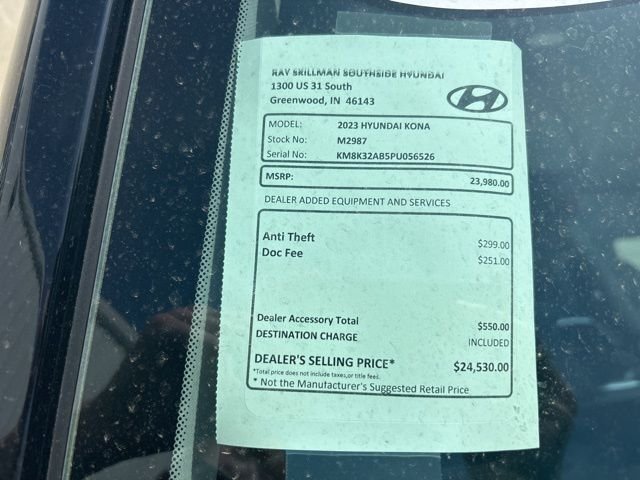 RAY SKILLMAN SOUTHSIDE HYUNDAI
1300 US 31 South
Greenwood, IN 46143
MODEL: 2023 HYUNDAI KONA
Stock No: M2987
Serial No: KM8K32AB5PU056526
MSRP: 23,980.00
DEALER ADDED EQUIPMENT AND SERVICES
Anti Theft $299.00
Doc Fee $251.00
Dealer Accessory Total $550.00
DESTINATION CHARGE INCLUDED
DEALER'S SELLING PRICE* $24,530.00
*Total price does not include taxes,or title fees.
* Not the Manufacturer's Suggested Retail Price